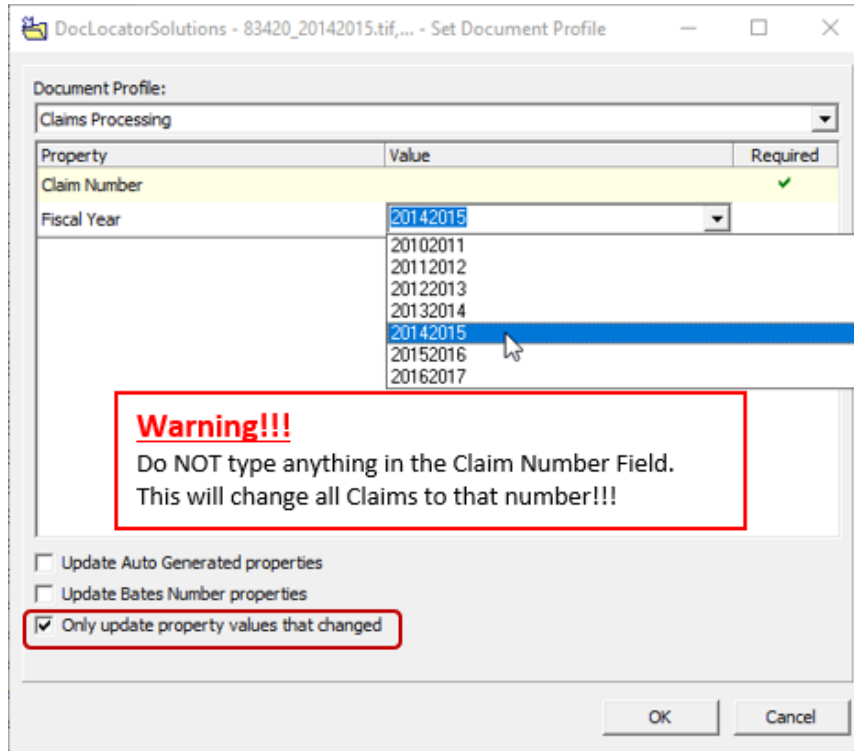 DocLocatorSolutions - 83420_20142015.tif,... - Set Document Profile
Document Profile:
Claims Processing
Property Value Required
Claim Number
Fiscal Year 20142015
20102011
20112012
20122013
20132014
20142015
20152016
20162017
Warning!!!
Do NOT type anything in the Claim Number Field.
This will change all Claims to that number!!!
Update Auto Generated properties
Update Bates Number properties
Only update property values that changed
OK Cancel